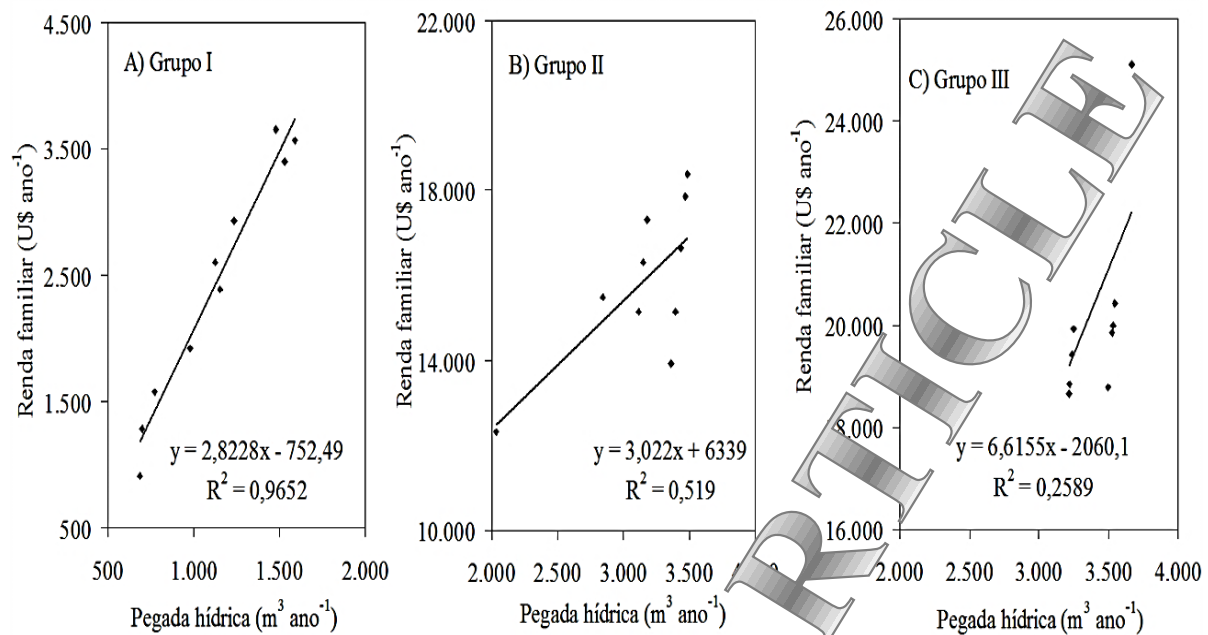 4.500
3.500
2.500
1.500
500
500 1.000 1.500 2.000
A) Grupo I
Renda familiar (U$ ano⁻¹)
y = 2,8228x - 752,49
R² = 0,9652
Pegada hídrica (m³ ano⁻¹)
22.000
18.000
14.000
10.000
2.000 2.500 3.000 3.500
B) Grupo II
Renda familiar (U$ ano⁻¹)
y = 3,022x + 6339
R² = 0,519
Pegada hídrica (m³ ano⁻¹)
26.000
24.000
22.000
20.000
18.000
16.000
2.000 2.500 3.000 3.500 4.000
C) Grupo III
Renda familiar (U$ ano⁻¹)
y = 6,6155x - 2060,1
R² = 0,2589
Pegada hídrica (m³ ano⁻¹)
RTICLE